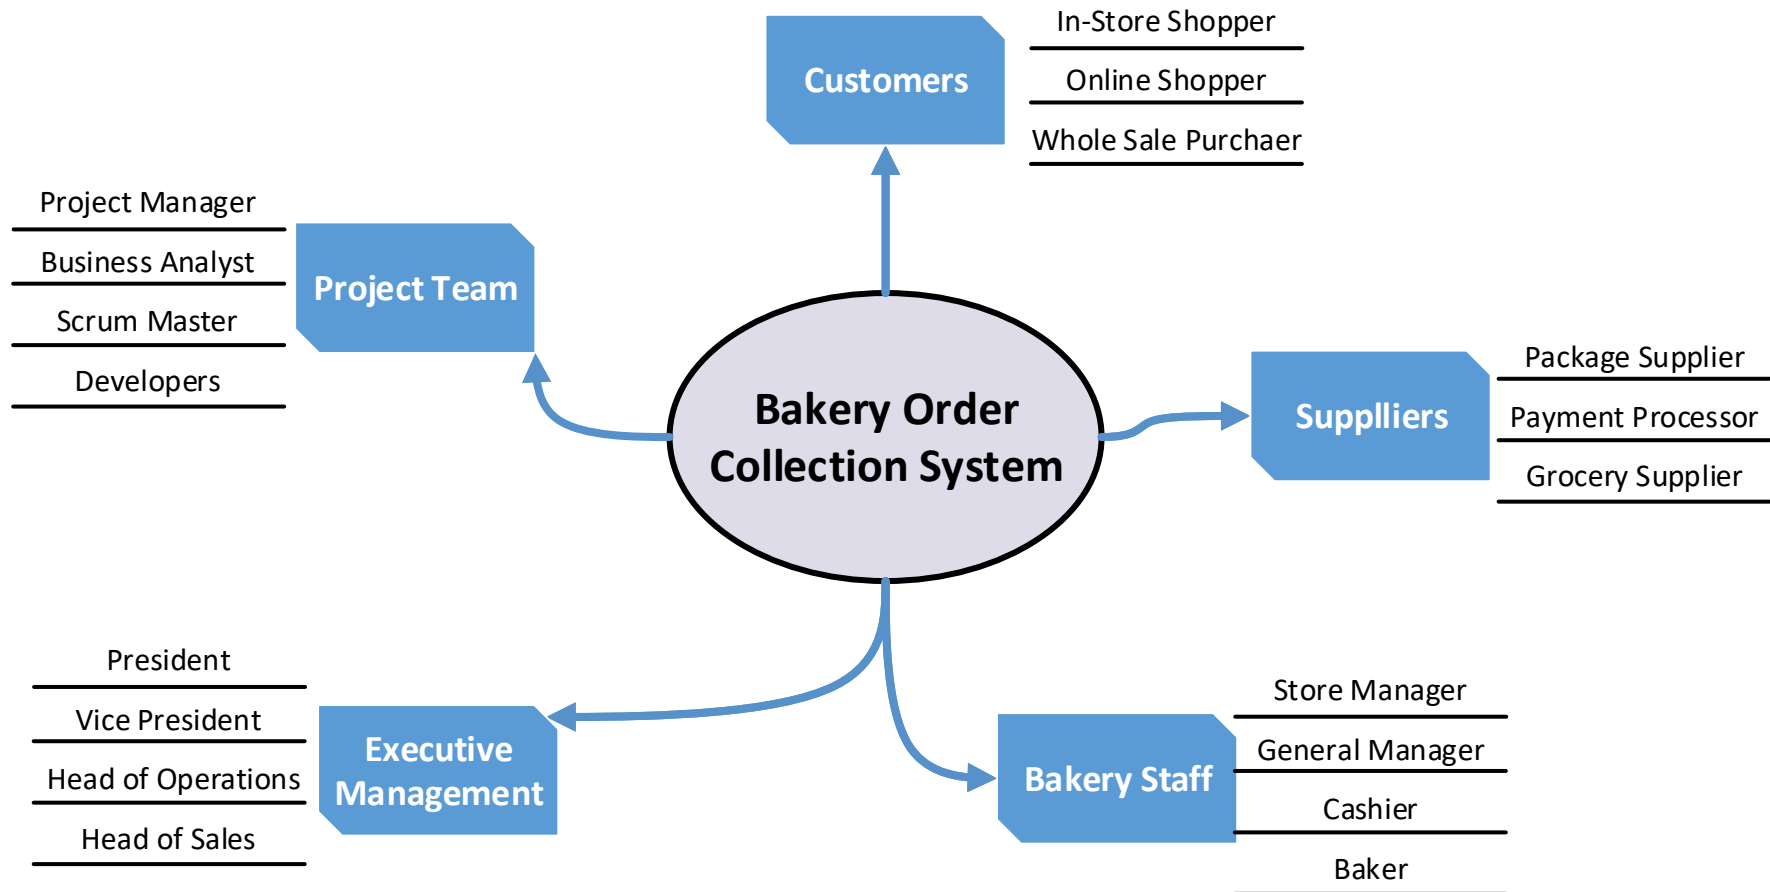 Customers
In-Store Shopper
Online Shopper
Whole Sale Purchaer
Project Manager
Business Analyst
Scrum Master
Developers
Project Team
Bakery Order
Collection System
Supplliers
Package Supplier
Payment Processor
Grocery Supplier
President
Vice President
Head of Operations
Head of Sales
Executive
Management
Bakery Staff
Store Manager
General Manager
Cashier
Baker